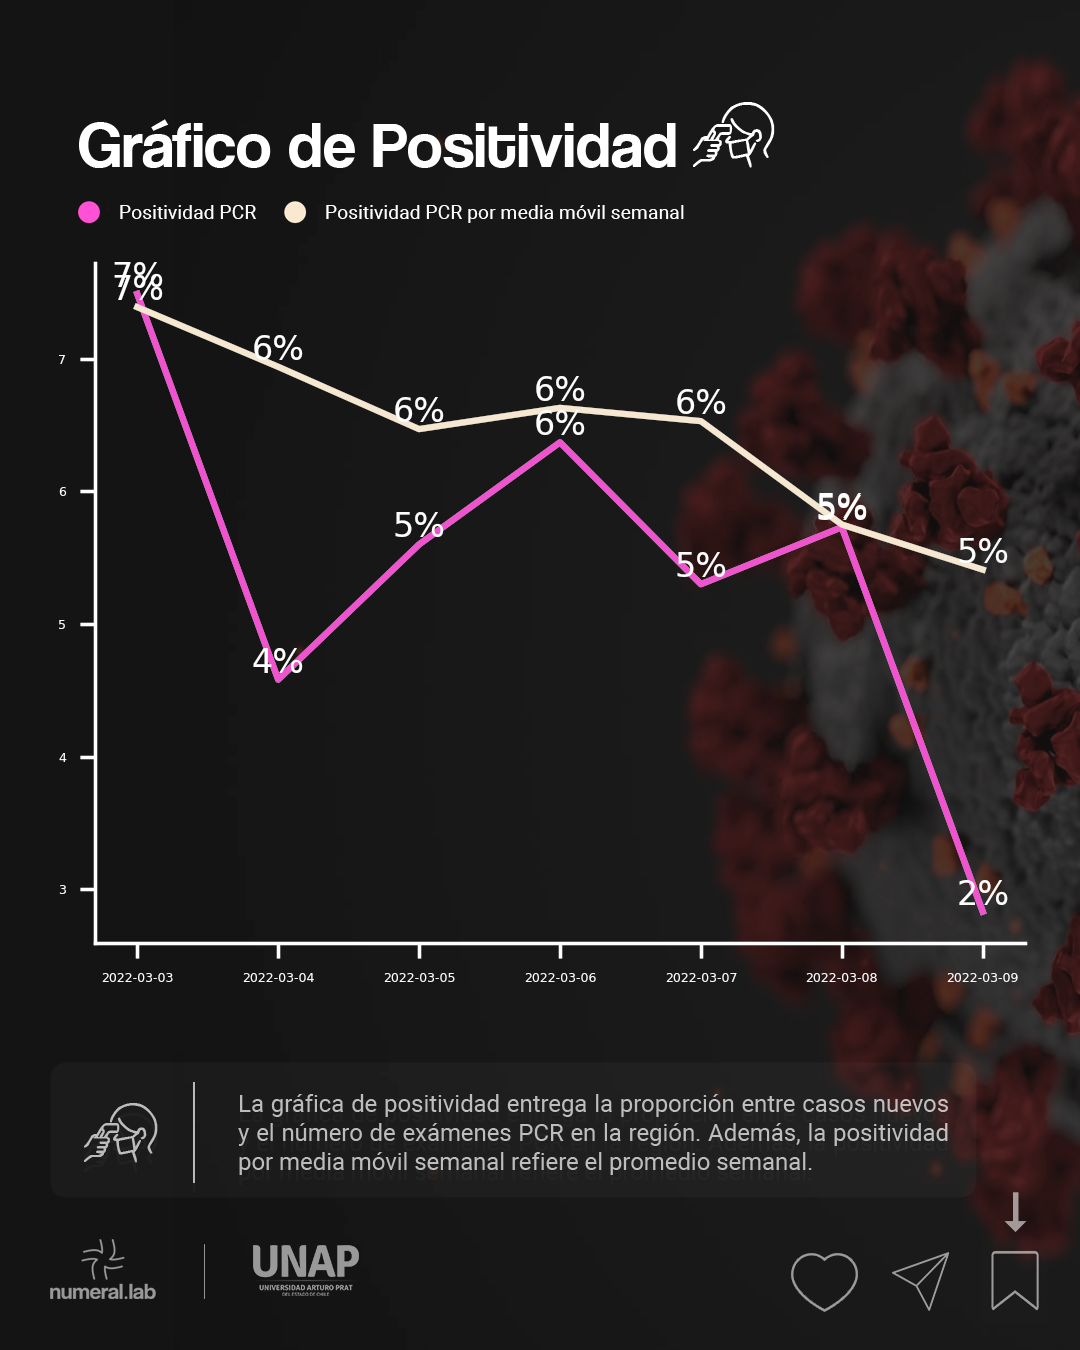 Gráfico de Positividad
Positividad PCR
Positividad PCR por media móvil semanal
7%
7%
6%
6%
6%
6%
6%
5%
5%
5%
5%
5%
4%
2%
7
6
5
4
3
2022-03-03
2022-03-04
2022-03-05
2022-03-06
2022-03-07
2022-03-08
2022-03-09
La gráfica de positividad entrega la proporción entre casos nuevos
y el número de exámenes PCR en la región. Además, la positividad
por media móvil semanal refiere el promedio semanal.
numeral.lab
UNAP
UNIVERSIDAD ARTURO PRAT
DEL ESTADO DE CHILE